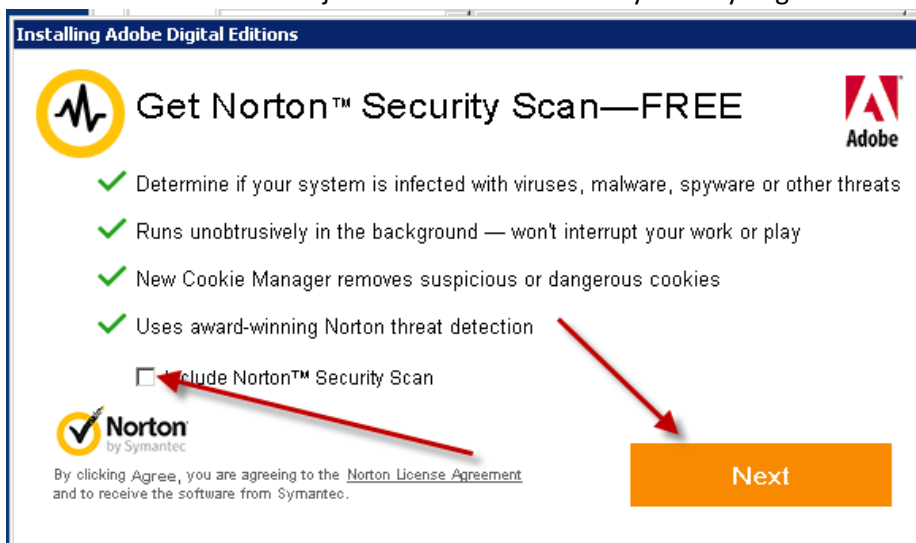 Installing Adobe Digital Editions
Get Norton™ Security Scan—FREE
Adobe
Determine if your system is infected with viruses, malware, spyware or other threats
Runs unobtrusively in the background — won't interrupt your work or play
New Cookie Manager removes suspicious or dangerous cookies
Uses award-winning Norton threat detection
Include Norton™ Security Scan
Norton
by Symantec
By clicking Agree, you are agreeing to the Norton License Agreement
and to receive the software from Symantec.
Next